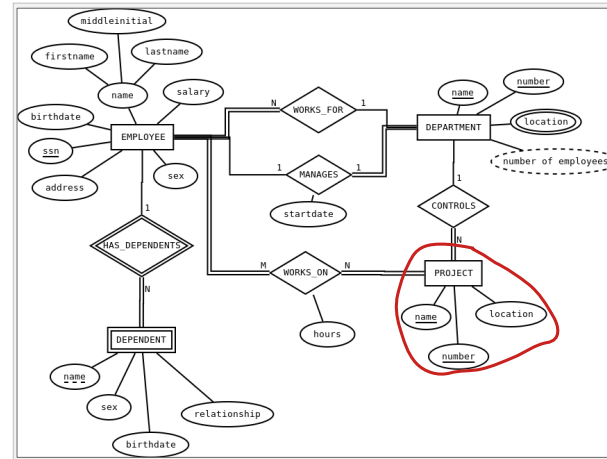 middleinitial
firstname
lastname
name
salary
birthdate
EMPLOYEE
ssn
address
sex
N
WORKS_FOR
1
name
number
DEPARTMENT
location
number of employees
1
MANAGES
1
startdate
1
HAS_DEPENDENTS
N
1
CONTROLS
N
M
WORKS_ON
N
hours
PROJECT
name
location
number
DEPENDENT
name
sex
birthdate
relationship